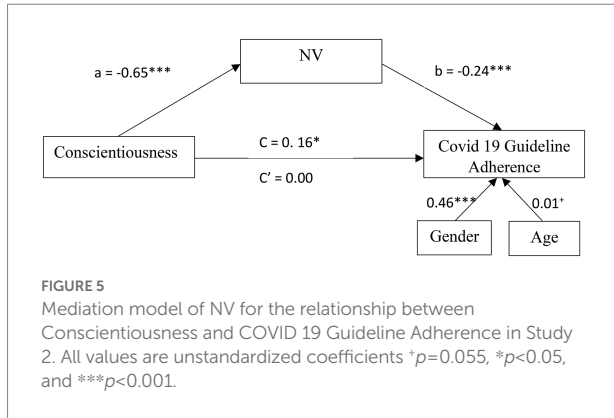 NV
a = -0.65***
b = -0.24***
Conscientiousness
C = 0. 16*
C' = 0.00
Covid 19 Guideline
Adherence
0.46***
0.01⁺
Gender
Age
FIGURE 5
Mediation model of NV for the relationship between
Conscientiousness and COVID 19 Guideline Adherence in Study
2. All values are unstandardized coefficients ⁺p=0.055, *p<0.05,
and ***p<0.001.